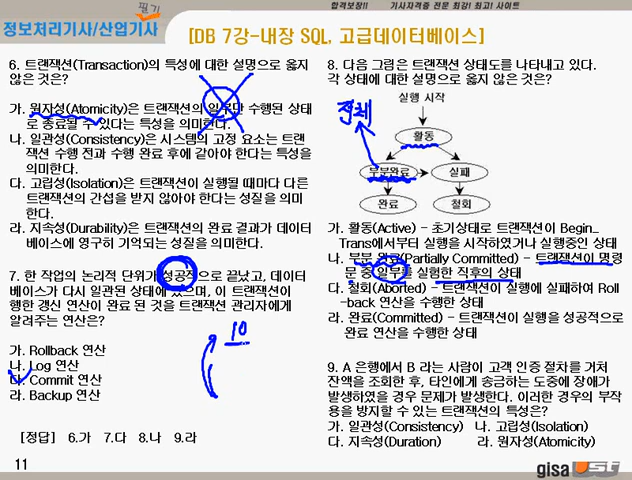 합격보장!! 기사자격증 전문 최강! 최고! 사이트
필기
정보처리기사/산업기사
[DB 7강-내장 SQL, 고급데이터베이스]
6. 트랜잭션(Transaction)의 특성에 대한 설명으로 옳지
않은 것은?
가. 원자성(Atomicity)은 트랜잭션의 일부만 수행된 상태
로 종료될 수 있다는 특성을 의미한다.
나. 일관성(Consistency)은 시스템의 고정 요소는 트랜
잭션 수행 전과 수행 완료 후에 같아야 한다는 특성을
의미한다.
다. 고립성(Isolation)은 트랜잭션이 실행될 때마다 다른
트랜잭션의 간섭을 받지 않아야 한다는 성질을 의미
한다.
라. 지속성(Durability)은 트랜잭션의 완료 결과가 데이터
베이스에 영구히 기억되는 성질을 의미한다.
7. 한 작업의 논리적 단위가 성공적으로 끝났고, 데이터
베이스가 다시 일관된 상태에 있으며, 이 트랜잭션이
행한 갱신 연산이 완료 된 것을 트랜잭션 관리자에게
알려주는 연산은?
10
가. Rollback 연산
나. Log 연산
다. Commit 연산
라. Backup 연산
[정답] 6.가 7.다 8.나 9.라
8. 다음 그림은 트랜잭션 상태도를 나타내고 있다.
각 상태에 대한 설명으로 옳지 않은 것은?
실행 시작
전체
활동
부분완료
실패
완료
철회
가. 활동(Active) - 초기상태로 트랜잭션이 Begin_
Trans에서부터 실행을 시작하였거나 실행중인 상태
나. 부분 완료(Partially Committed) - 트랜잭션이 명령
문 중 일부를 실행한 직후의 상태
다. 철회(Aborted) - 트랜잭션이 실행에 실패하여 Roll
-back 연산을 수행한 상태
라. 완료(Committed) - 트랜잭션이 실행을 성공적으로
완료 연산을 수행한 상태
9. A 은행에서 B 라는 사람이 고객 인증 절차를 거쳐
잔액을 조회한 후, 타인에게 송금하는 도중에 장애가
발생하였을 경우 문제가 발생한다. 이러한 경우의 부작
용을 방지할 수 있는 트랜잭션의 특성은?
가. 일관성(Consistency) 나. 고립성(Isolation)
다. 지속성(Duration) 라. 원자성(Atomicity)
11
gisa